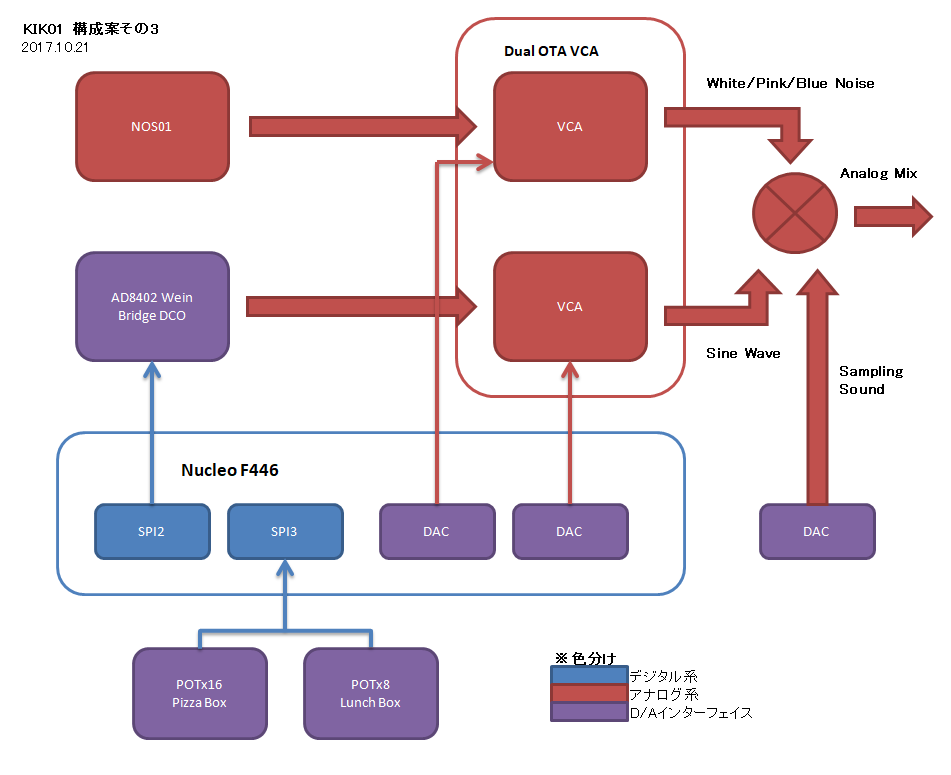 KIK01 構成案その3
2017.10.21
Dual OTA VCA
White/Pink/Blue Noise
NOS01
VCA
Analog Mix
AD8402 Wein
Bridge DCO
VCA
Sine Wave
Sampling
Sound
Nucleo F446
SPI2
SPI3
DAC
DAC
DAC
POTx16
Pizza Box
POTx8
Lunch Box
※色分け
デジタル系
アナログ系
D/Aインターフェイス